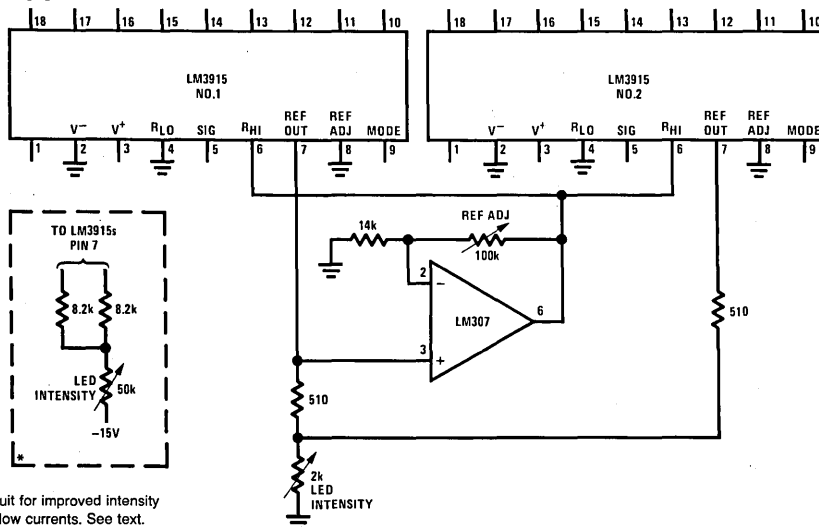 18 17 16 15 14 13 12 11 10
LM3915
NO.1
V− V+ RLO SIG RHI REF OUT REF ADJ MODE
1 2 3 4 5 6 7 8 9
18 17 16 15 14 13 12 11 10
LM3915
NO.2
V− V+ RLO SIG RHI REF OUT REF ADJ MODE
1 2 3 4 5 6 7 8 9
TO LM3915s
PIN 7
8.2k 8.2k
LED
INTENSITY
50k
−15V
*
14k
REF ADJ
100k
2
−
LM307
6
3
+
510
510
2k
LED
INTENSITY
uit for improved intensity
low currents. See text.